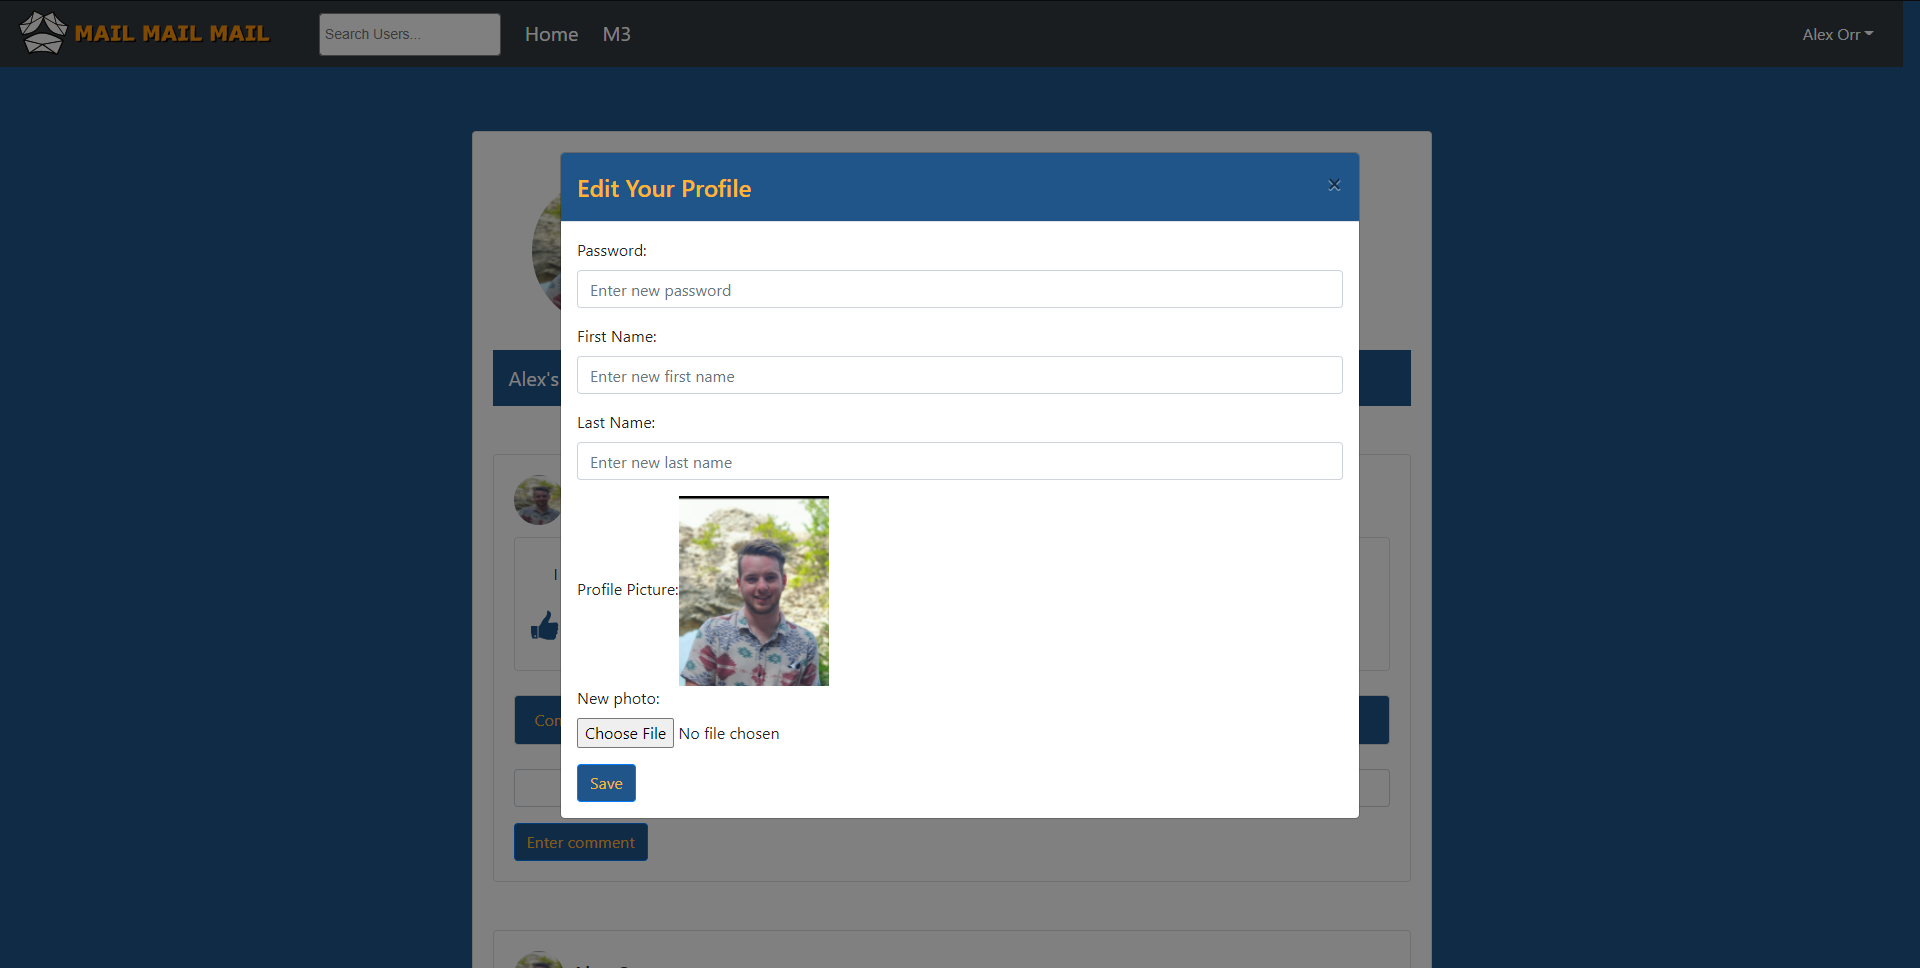 MAIL MAIL MAIL
Search Users...
Home
M3
Alex Orr
Edit Your Profile
×
Password:
Enter new password
First Name:
Enter new first name
Alex's
Last Name:
Enter new last name
Profile Picture:
I
New photo:
Choose File No file chosen
Save
Enter comment